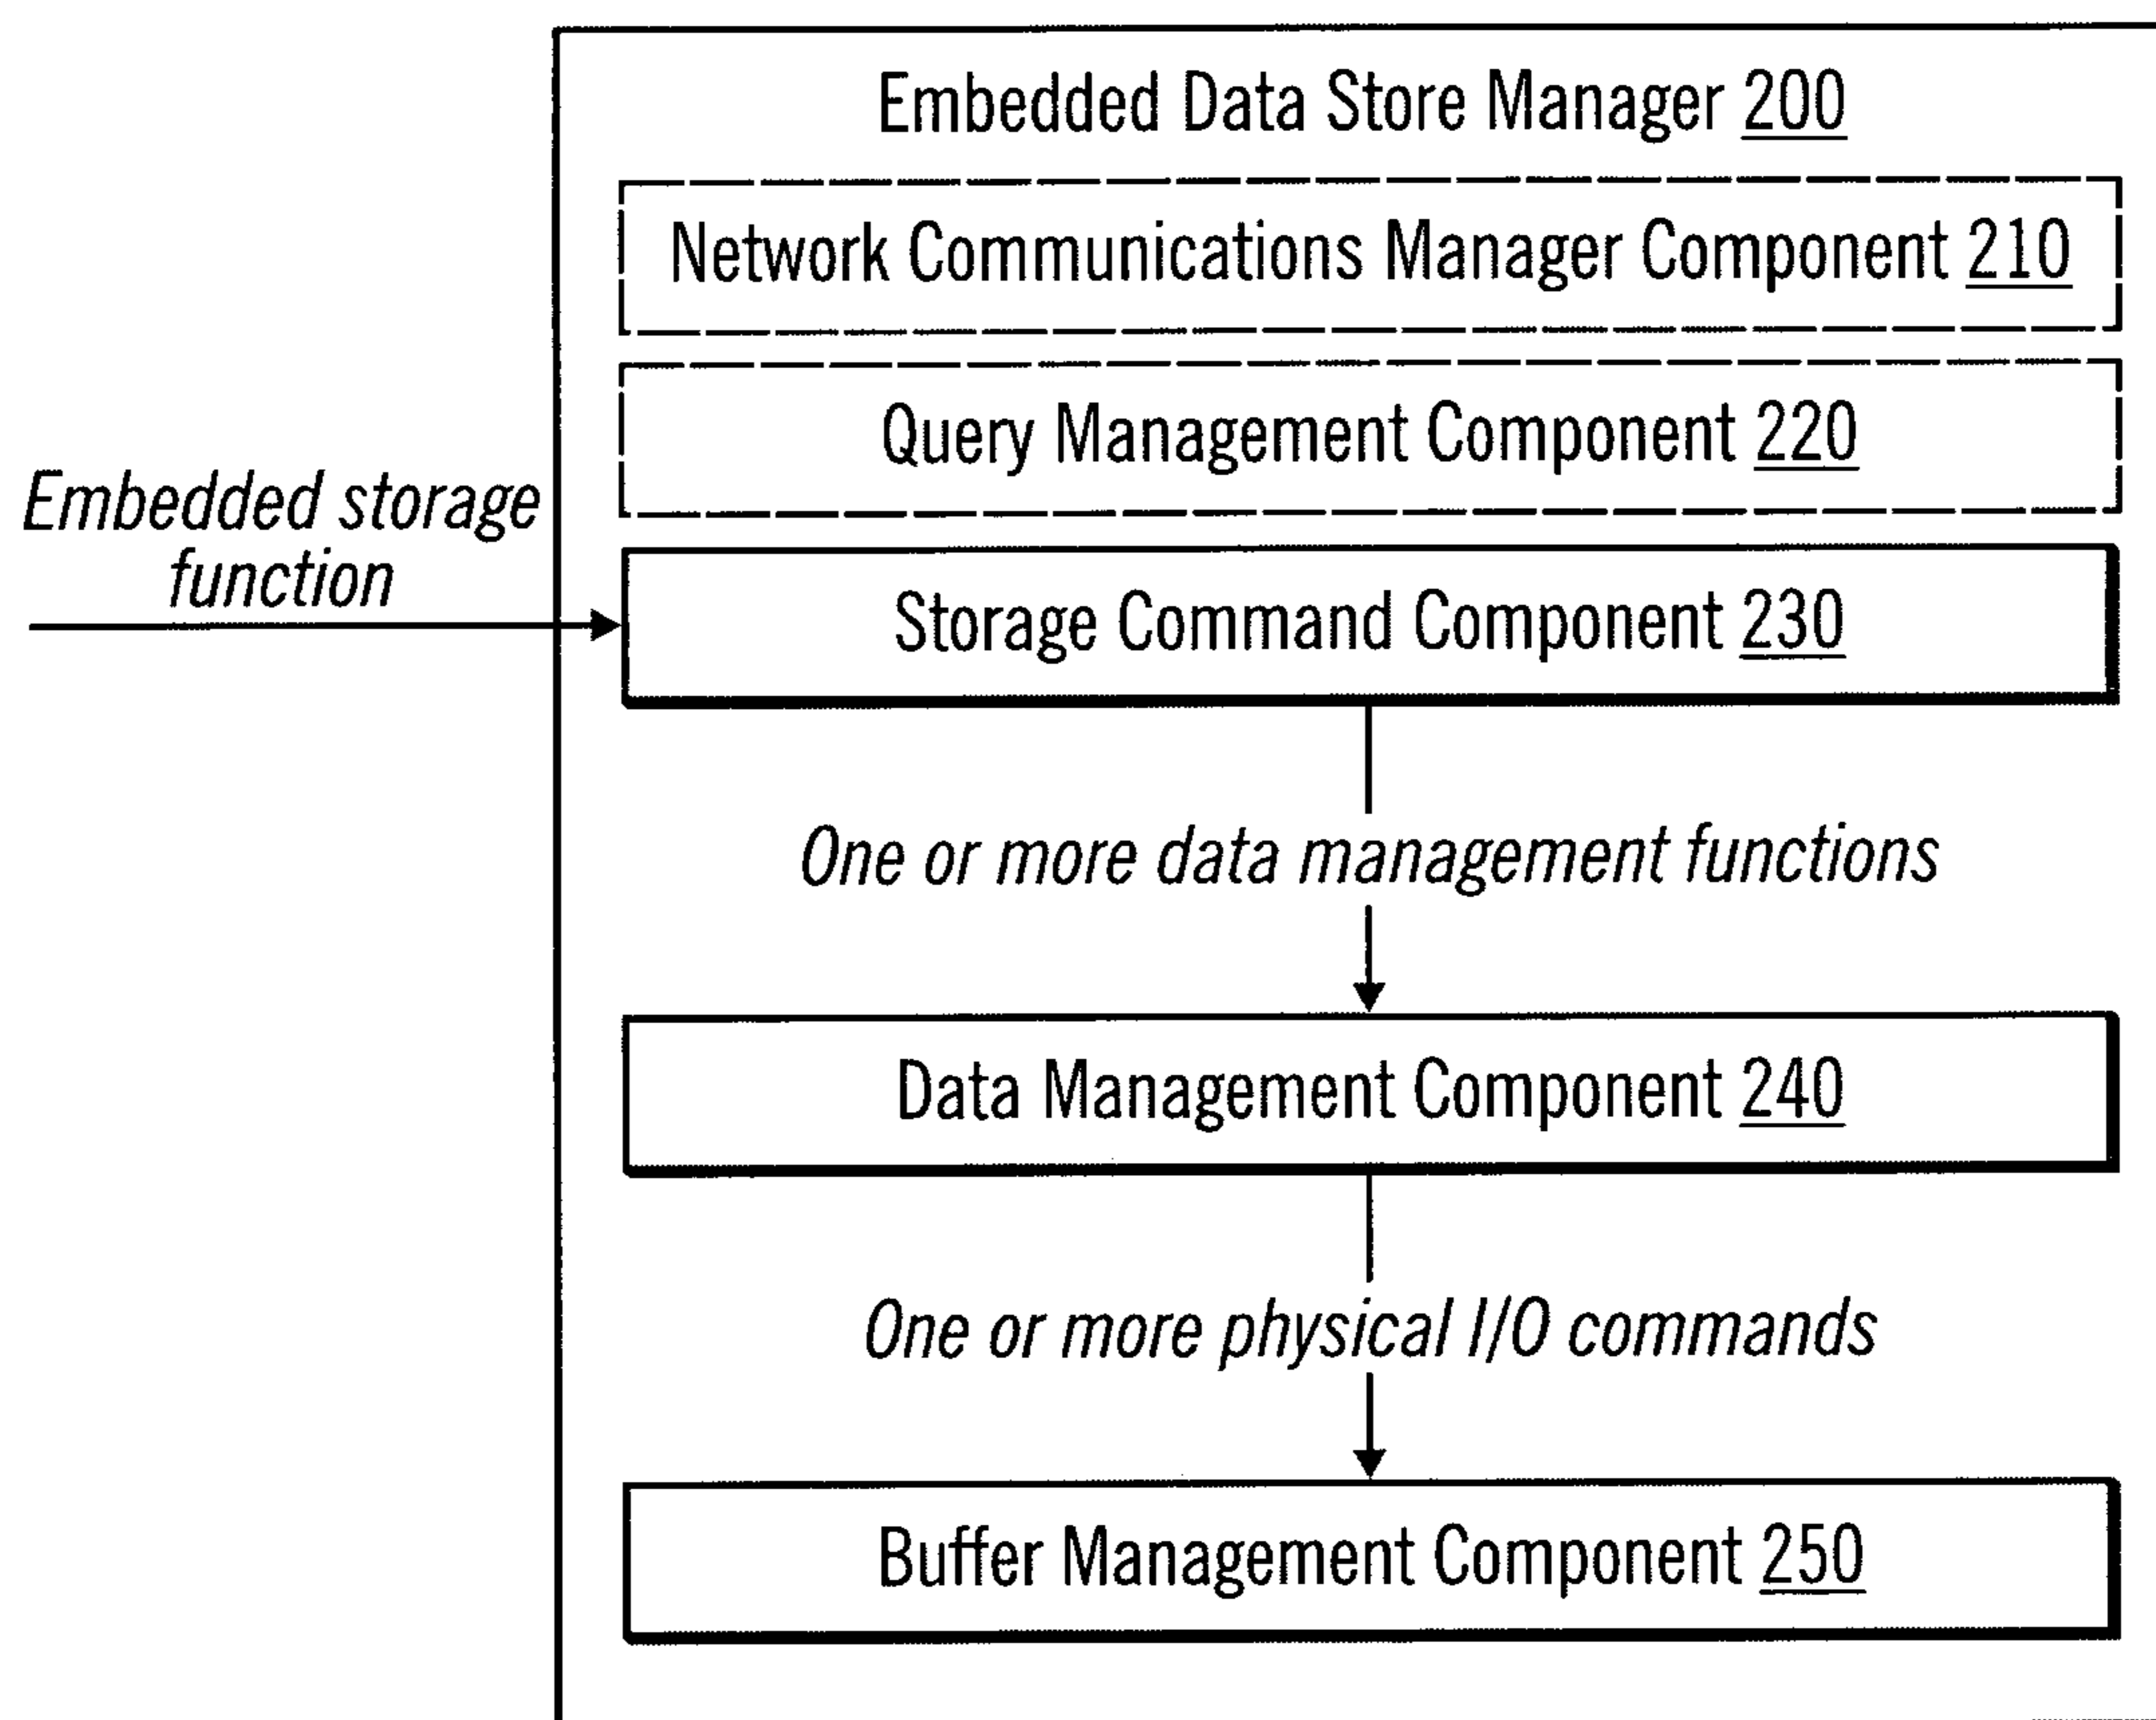 Embedded Data Store Manager 200
Network Communications Manager Component 210
Query Management Component 220
Embedded storage
function
Storage Command Component 230
One or more data management functions
Data Management Component 240
One or more physical I/O commands
Buffer Management Component 250